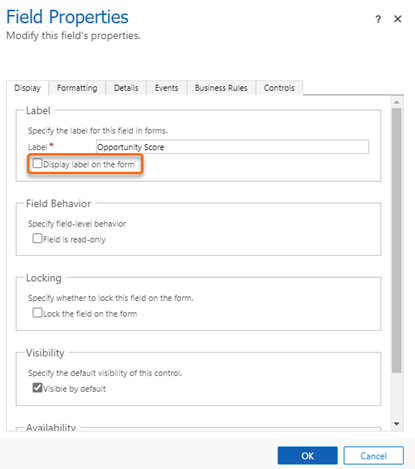 Field Properties
? ×
Modify this field's properties.
Display Formatting Details Events Business Rules Controls
Label
Specify the label for this field in forms.
Label * Opportunity Score
Display label on the form
Field Behavior
Specify field-level behavior
Field is read-only
Locking
Specify whether to lock this field on the form.
Lock the field on the form
Visibility
Specify the default visibility of this control.
Visible by default
Availability
OK Cancel